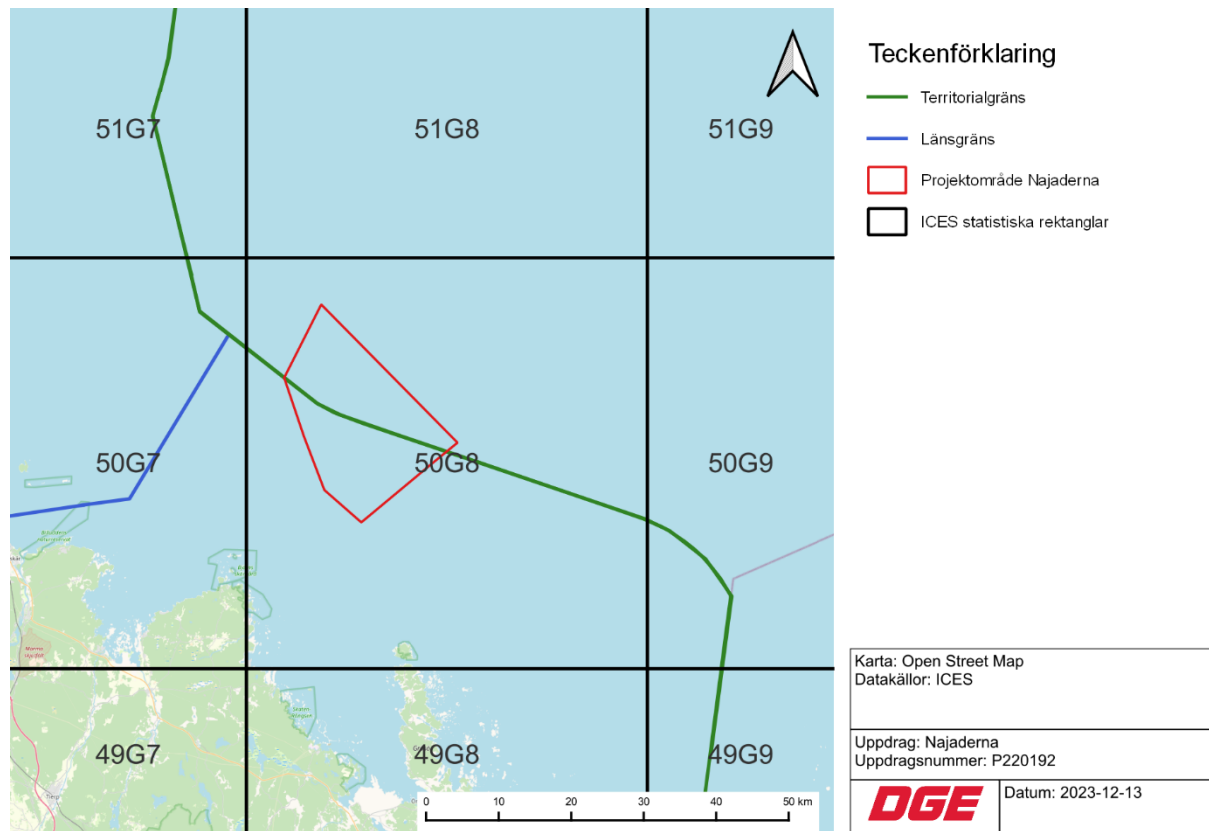 51G7
51G8
51G9
50G7
50G8
50G9
49G7
49G8
49G9
0 10 20 30 40 50 km
Teckenförklaring
Territorialgräns
Länsgräns
Projektområde Najaderna
ICES statistiska rektanglar
Karta: Open Street Map
Datakällor: ICES
Uppdrag: Najaderna
Uppdragsnummer: P220192
DGE
Datum: 2023-12-13